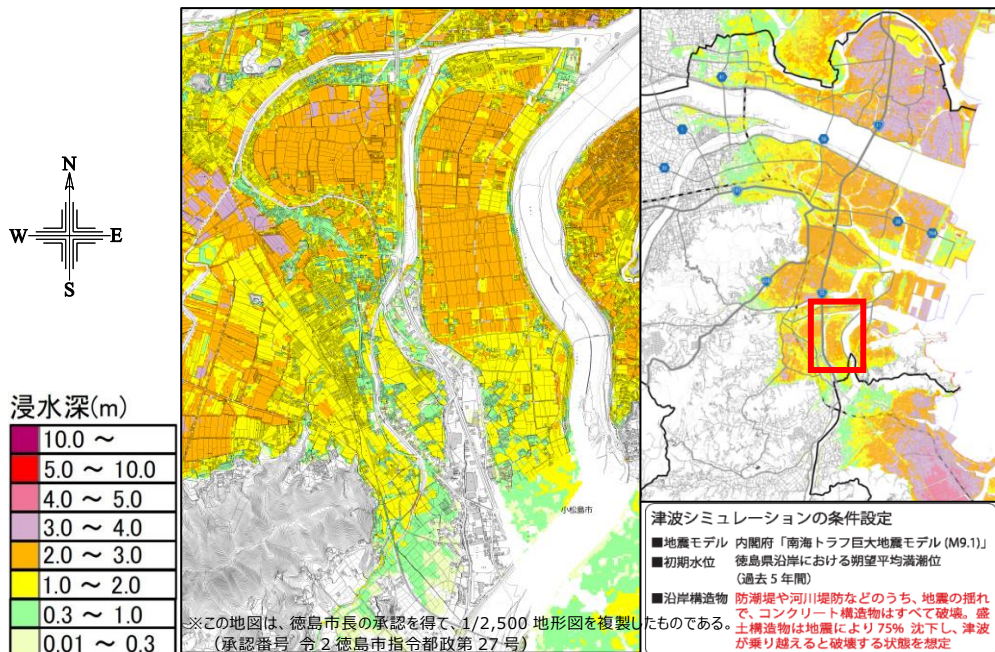 N
W E
S
浸水深(m)
10.0 ～
5.0 ～ 10.0
4.0 ～ 5.0
3.0 ～ 4.0
2.0 ～ 3.0
1.0 ～ 2.0
0.3 ～ 1.0
0.01 ～ 0.3
小松島市
※この地図は、徳島市長の承認を得て、1/2,500 地形図を複製したものである。
(承認番号 令 2 徳島市指令都政第 27 号)
津波シミュレーションの条件設定
■地震モデル 内閣府「南海トラフ巨大地震モデル (M9.1)」
■初期水位 徳島県沿岸における朔望平均満潮位
(過去 5 年間)
■沿岸構造物 防潮堤や河川堤防などのうち、地震の揺れ
で、コンクリート構造物はすべて破壊。盛
土構造物は地震により 75% 沈下し、津波
が乗り越えると破壊する状態を想定